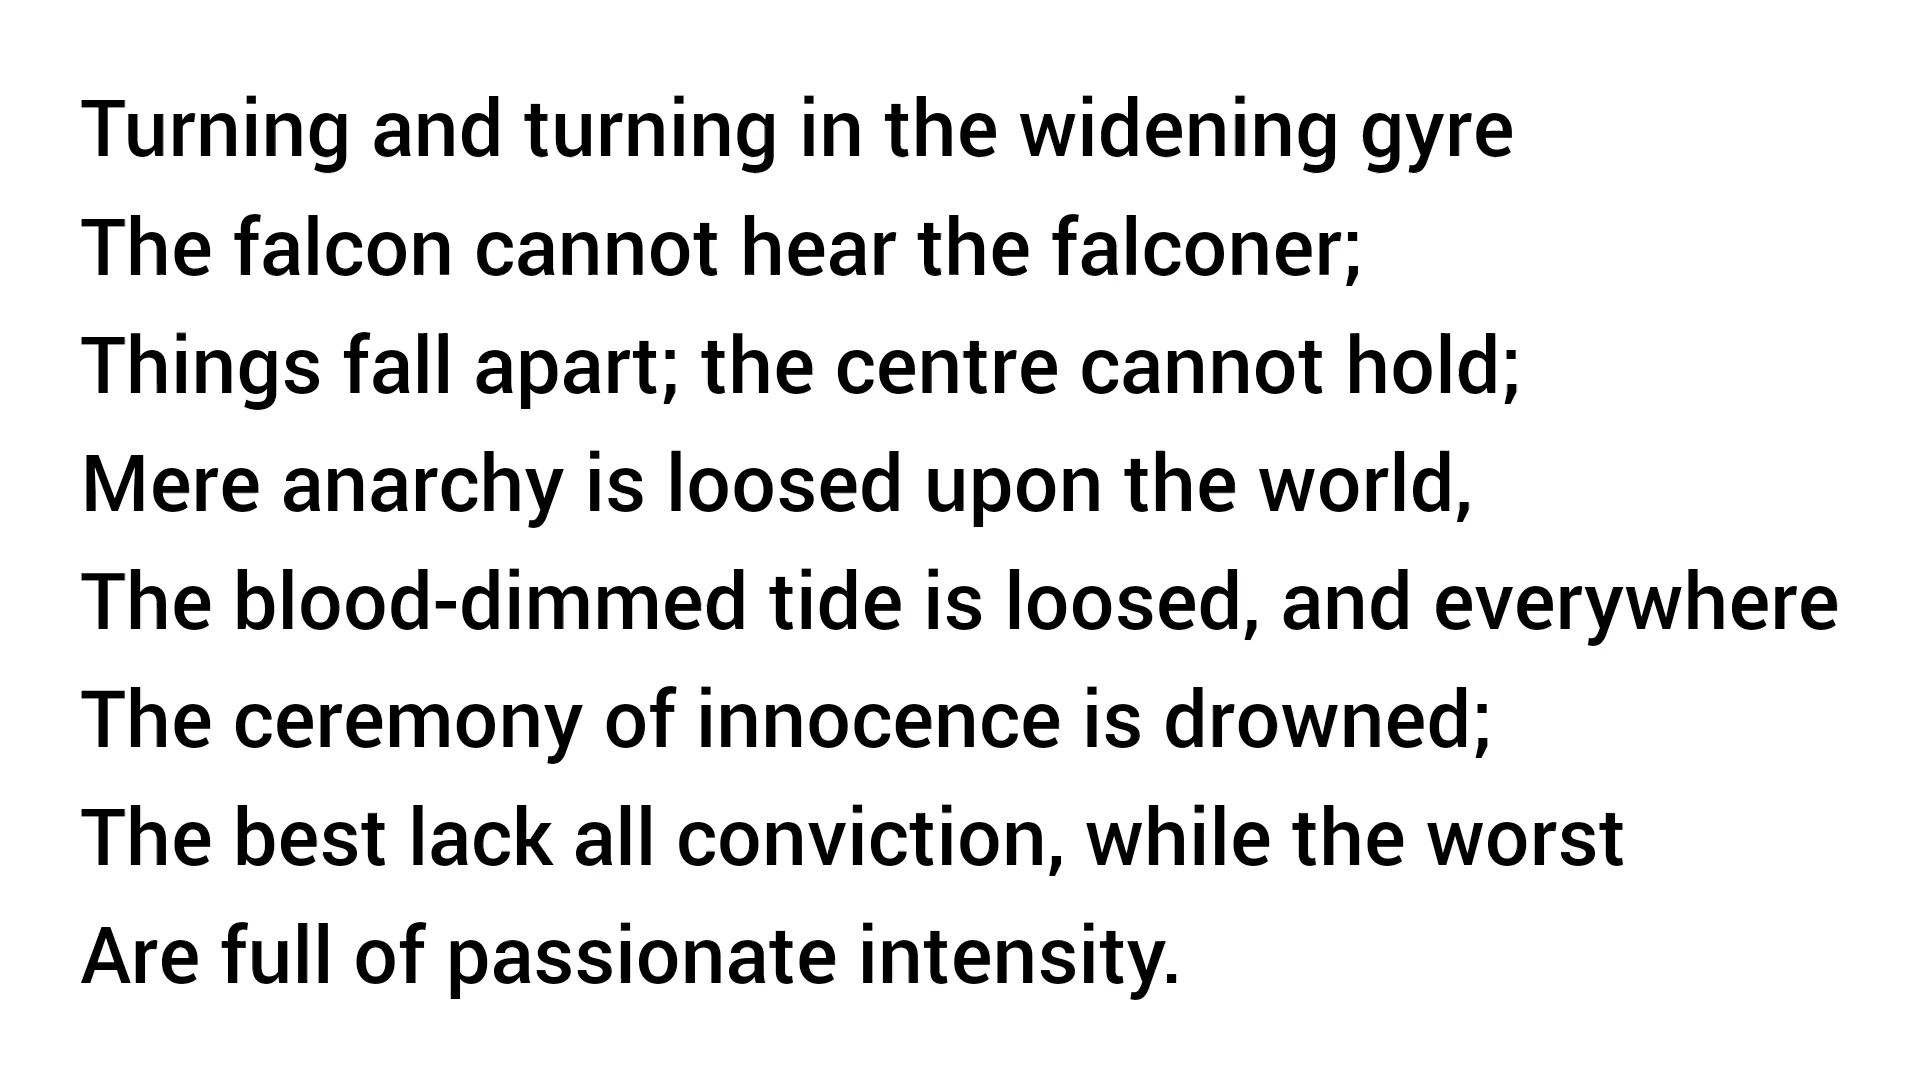 Turning and turning in the widening gyre
The falcon cannot hear the falconer;
Things fall apart; the centre cannot hold;
Mere anarchy is loosed upon the world,
The blood-dimmed tide is loosed, and everywhere
The ceremony of innocence is drowned;
The best lack all conviction, while the worst
Are full of passionate intensity.